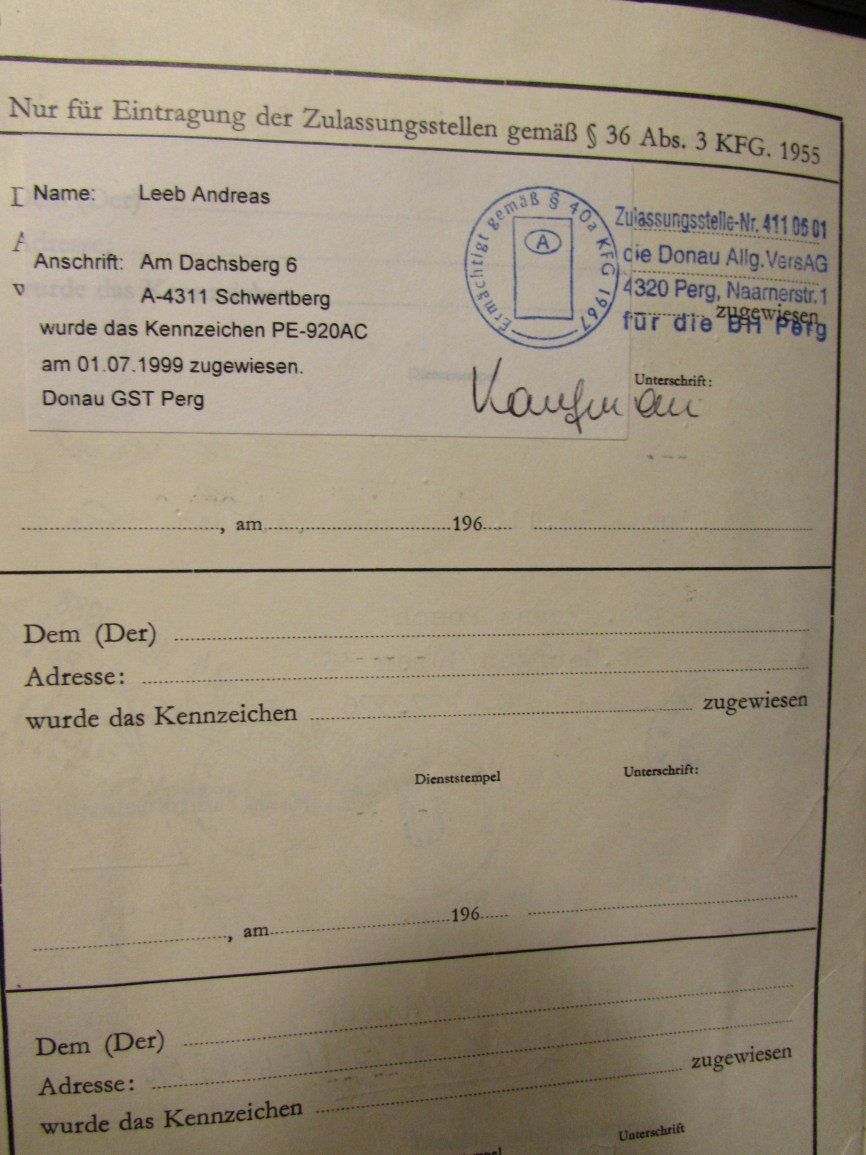 Nur für Eintragung der Zulassungsstellen gemäß § 36 Abs. 3 KFG. 1955
Name: Leeb Andreas
Anschrift: Am Dachsberg 6
A-4311 Schwertberg
wurde das Kennzeichen PE-920AC
am 01.07.1999 zugewiesen.
Donau GST Perg
Ermächtigt gemäß § 40a KFG 1967
A
Zulassungsstelle-Nr. 411 06 01
die Donau Allg.VersAG
4320 Perg, Naarnerstr.1
zugewiesen
für die BH Perg
Unterschrift:
, am 196
Dem (Der)
Adresse:
wurde das Kennzeichen zugewiesen
Dienststempel Unterschrift:
, am 196
Dem (Der)
Adresse:
wurde das Kennzeichen zugewiesen
Unterschrift